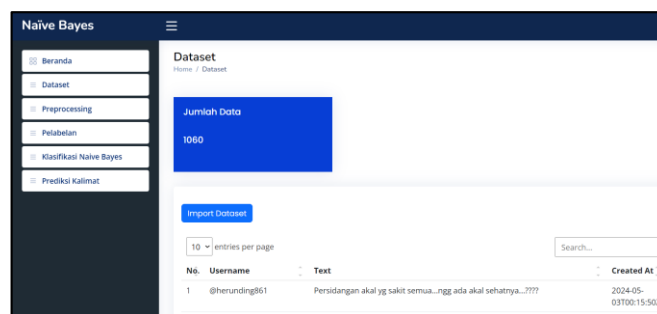 Naïve Bayes
Beranda
Dataset
Preprocessing
Pelabelan
Klasifikasi Naive Bayes
Prediksi Kalimat
Dataset
Home / Dataset
Jumlah Data
1060
Import Dataset
10 entries per page
Search...
No. Username Text Created At
1 @herunding861 Persidangan akal yg sakit semua...ngg ada akal sehatnya...???? 2024-05-
03T00:15:50